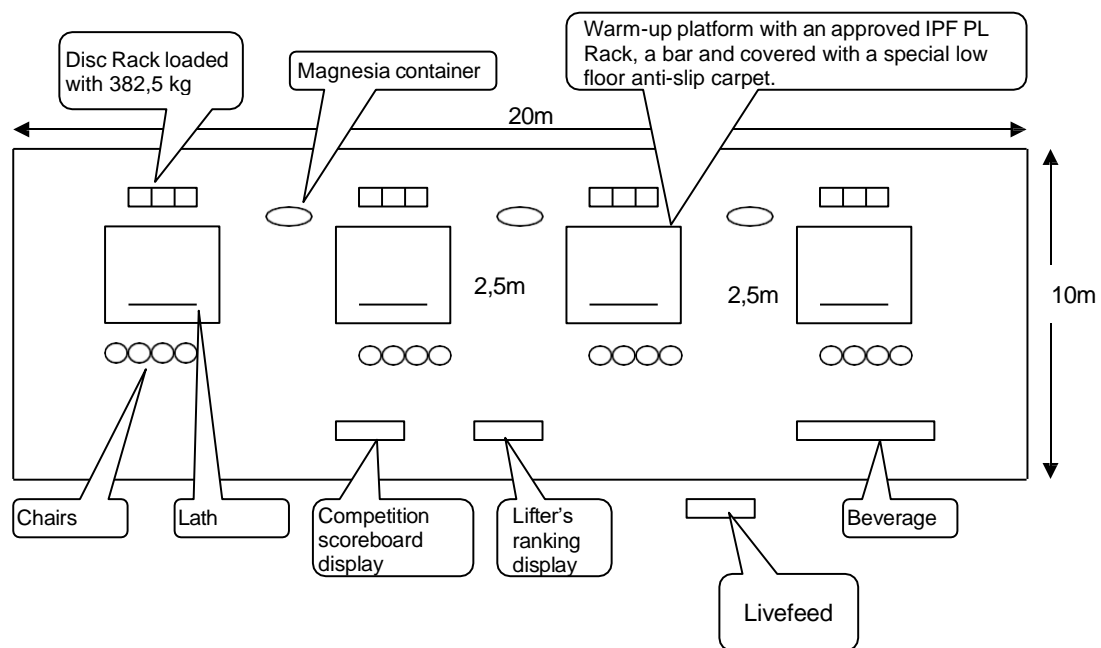 Disc Rack loaded
with 382,5 kg
Magnesia container
Warm-up platform with an approved IPF PL
Rack, a bar and covered with a special low
floor anti-slip carpet.
20m
2,5m
2,5m
10m
Chairs
Lath
Competition
scoreboard
display
Lifter's
ranking
display
Beverage
Livefeed